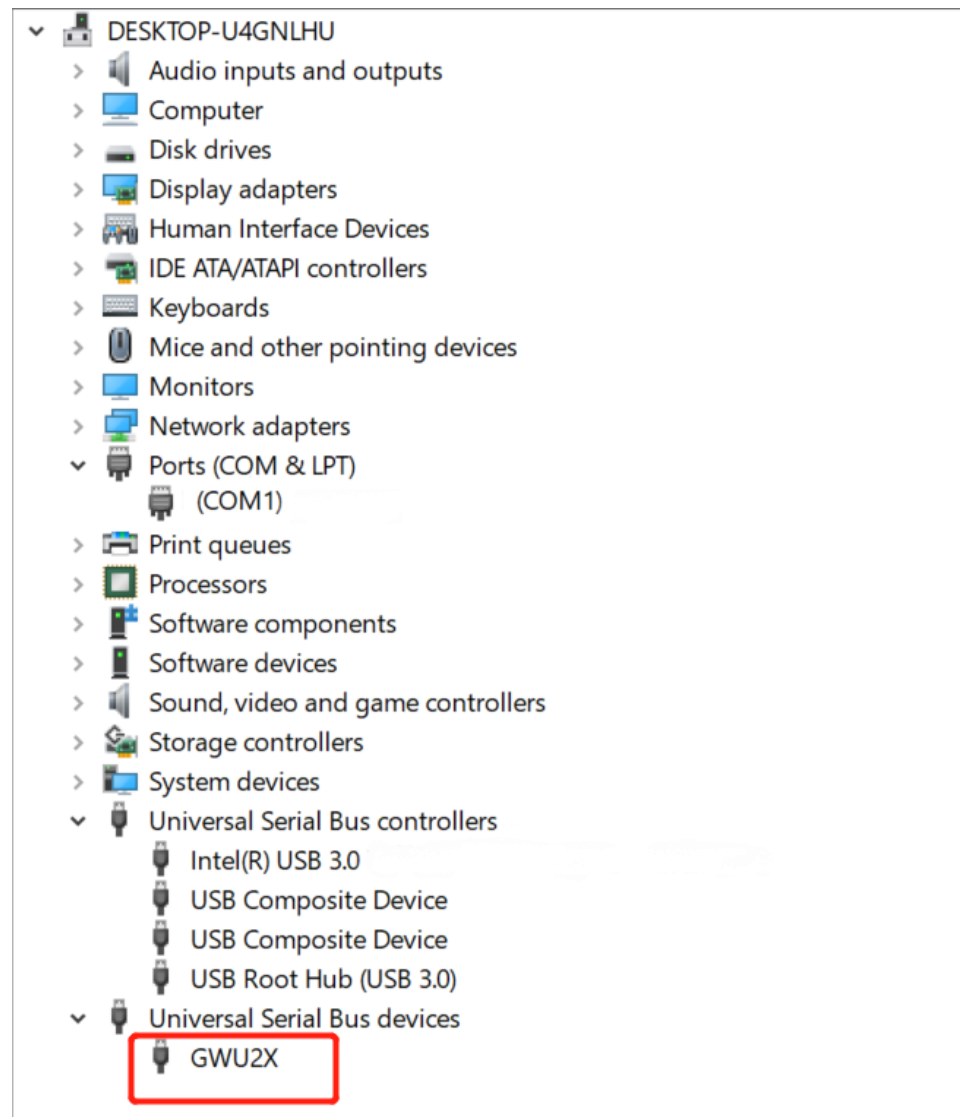 DESKTOP-U4GNLHU
Audio inputs and outputs
Computer
Disk drives
Display adapters
Human Interface Devices
IDE ATA/ATAPI controllers
Keyboards
Mice and other pointing devices
Monitors
Network adapters
Ports (COM & LPT)
(COM1)
Print queues
Processors
Software components
Software devices
Sound, video and game controllers
Storage controllers
System devices
Universal Serial Bus controllers
Intel(R) USB 3.0
USB Composite Device
USB Composite Device
USB Root Hub (USB 3.0)
Universal Serial Bus devices
GWU2X